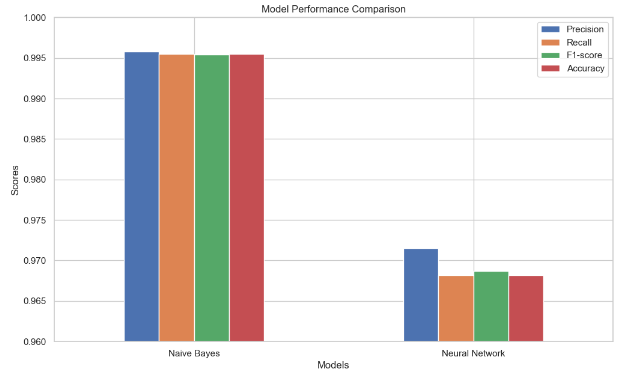 Model Performance Comparison
1.000
0.995
0.990
0.985
0.980
0.975
0.970
0.965
0.960
Scores
Precision
Recall
F1-score
Accuracy
Naive Bayes
Neural Network
Models